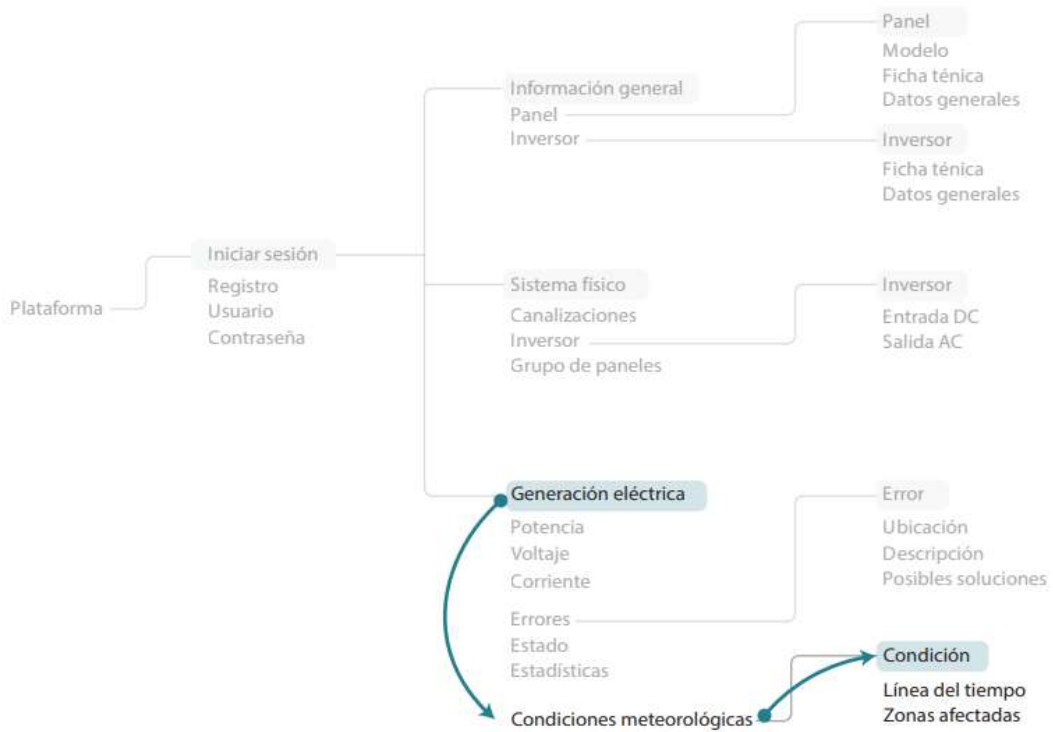 Plataforma
Iniciar sesión
Registro
Usuario
Contraseña
Información general
Panel
Inversor
Panel
Modelo
Ficha ténica
Datos generales
Inversor
Ficha ténica
Datos generales
Sistema físico
Canalizaciones
Inversor
Grupo de paneles
Inversor
Entrada DC
Salida AC
Generación eléctrica
Potencia
Voltaje
Corriente
Errores
Estado
Estadísticas
Condiciones meteorológicas
Error
Ubicación
Descripción
Posibles soluciones
Condición
Línea del tiempo
Zonas afectadas